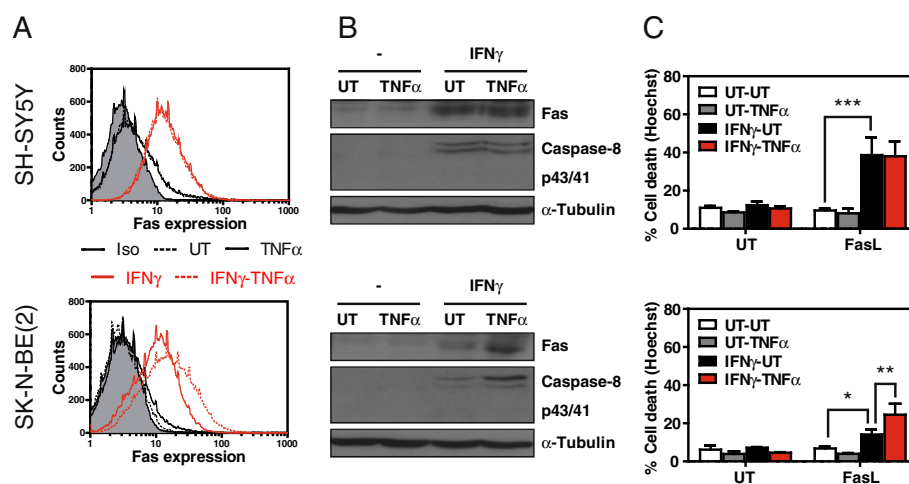 A
B
C
SH-SY5Y
Counts
800
600
400
200
0
1
10
100
1000
Fas expression
Iso
UT
TNFα
IFNγ
IFNγ-TNFα
-
IFNγ
UT
TNFα
UT
TNFα
Fas
Caspase-8
p43/41
α-Tubulin
% Cell death (Hoechst)
80
60
40
20
0
UT-UT
UT-TNFα
IFNγ-UT
IFNγ-TNFα
***
UT
FasL
SK-N-BE(2)
Counts
800
600
400
200
0
1
10
100
1000
Fas expression
-
IFNγ
UT
TNFα
UT
TNFα
Fas
Caspase-8
p43/41
α-Tubulin
% Cell death (Hoechst)
80
60
40
20
0
UT-UT
UT-TNFα
IFNγ-UT
IFNγ-TNFα
*
**
UT
FasL